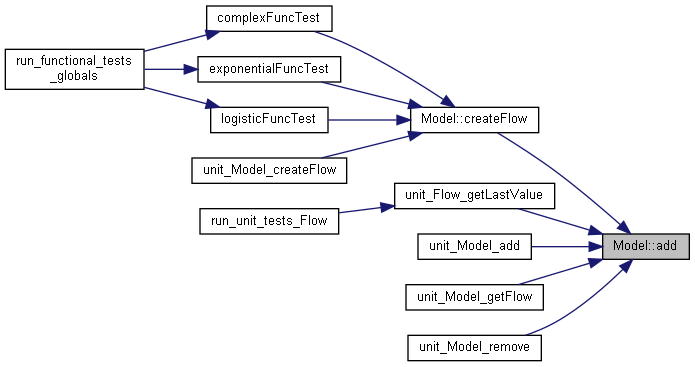 complexFuncTest
run_functional_tests
_globals
exponentialFuncTest
logisticFuncTest
Model::createFlow
unit_Model_createFlow
unit_Flow_getLastValue
run_unit_tests_Flow
unit_Model_add
Model::add
unit_Model_getFlow
unit_Model_remove